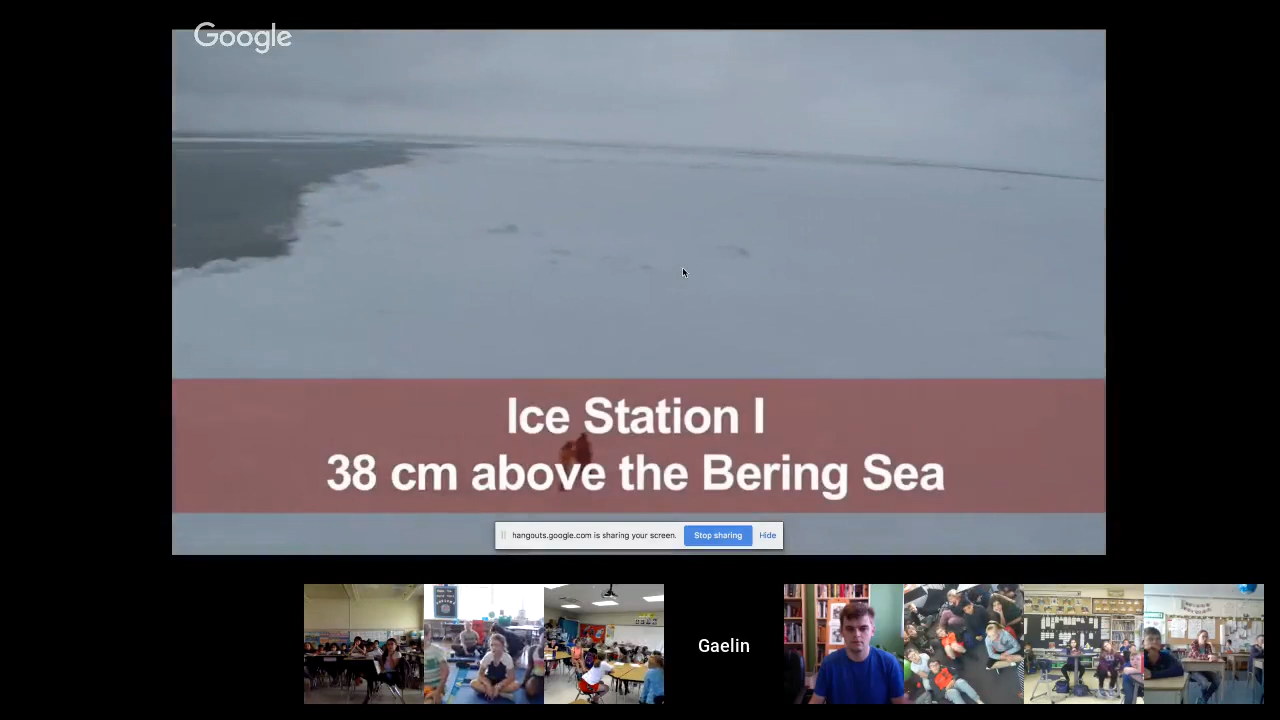 Google
Ice Station I
38 cm above the Bering Sea
hangouts.google.com is sharing your screen.
Stop sharing
Hide
Gaelin